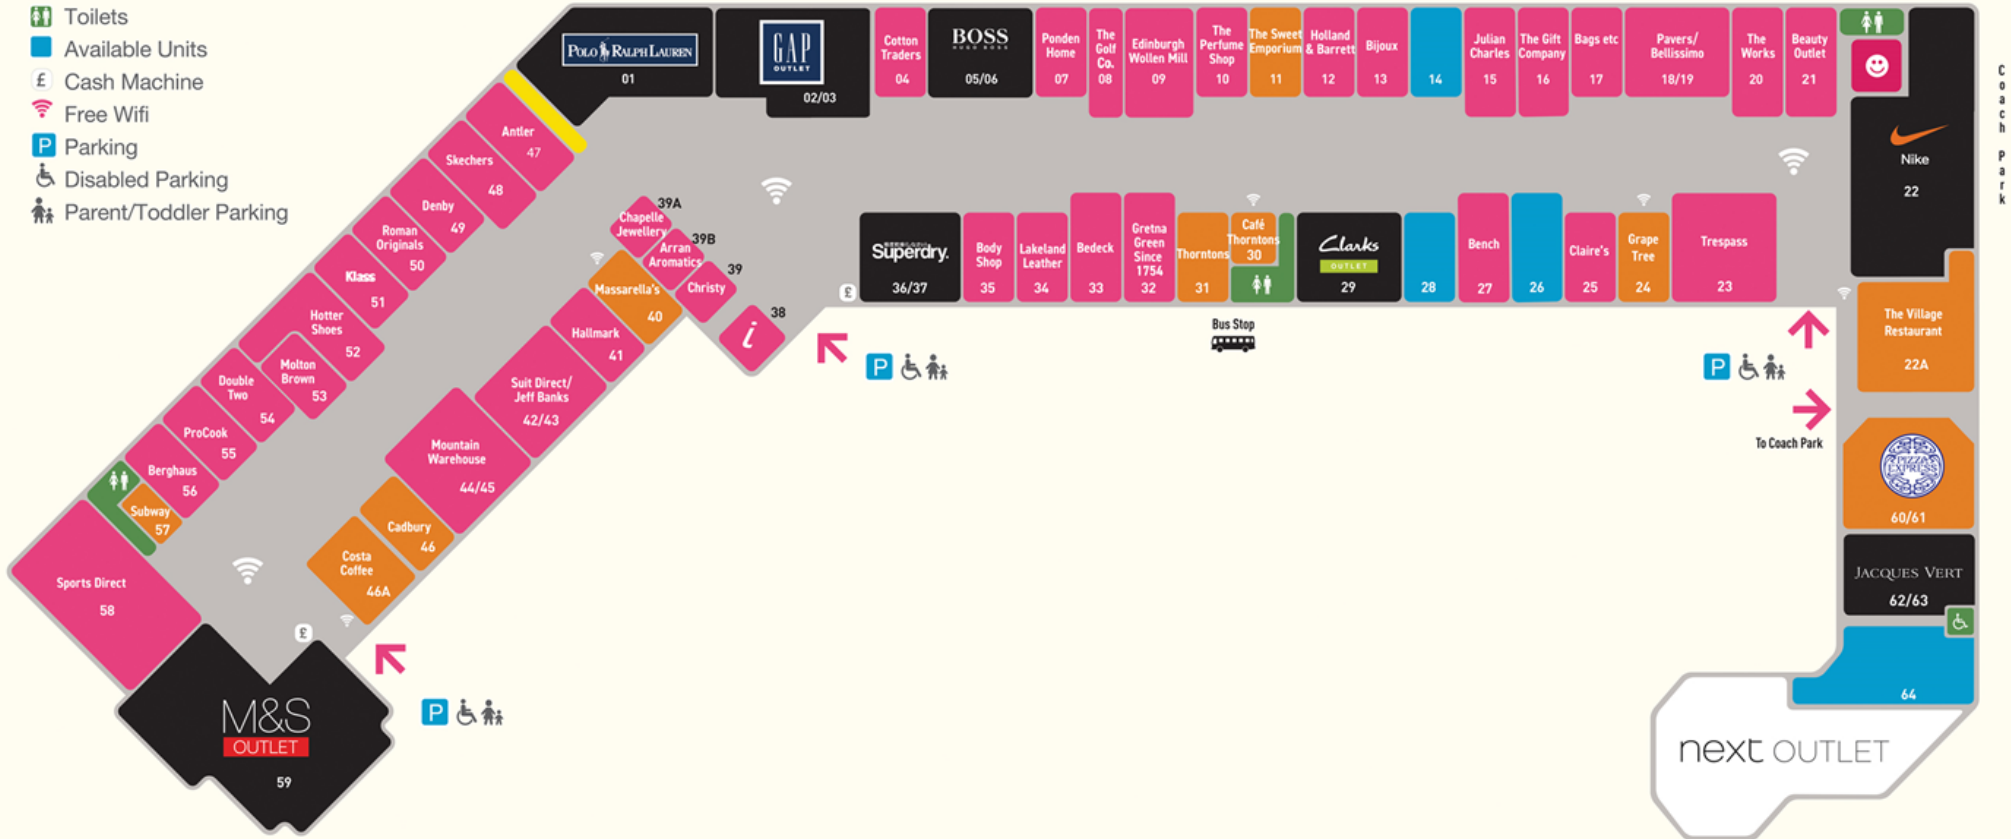 Toilets
Available Units
£ Cash Machine
Free Wifi
P Parking
Disabled Parking
Parent/Toddler Parking
POLO RALPH LAUREN
01
GAP
OUTLET
02/03
Cotton
Traders
04
BOSS
HUGO BOSS
05/06
Ponden
Home
07
The
Golf
Co.
08
Edinburgh
Wollen Mill
09
The
Perfume
Shop
10
The Sweet
Emporium
11
Holland
& Barrett
12
Bijoux
13
14
Julian
Charles
15
The Gift
Company
16
Bags etc
17
Pavers/
Bellissimo
18/19
The
Works
20
Beauty
Outlet
21
Coach Park
Nike
22
The Village
Restaurant
22A
PIZZA
EXPRESS
60/61
JACQUES VERT
62/63
64
next OUTLET
Trespass
23
Grape
Tree
24
Claire's
25
26
Bench
27
28
Clarks
OUTLET
29
Café
Thorntons
30
Thorntons
31
Gretna
Green
Since
1754
32
Bedeck
33
Lakeland
Leather
34
Body
Shop
35
Superdry.
36/37
£
Bus Stop
P
P
To Coach Park
i
38
Christy
39
Arran
Aromatics
39B
Chapelle
Jewellery
39A
Massarella's
40
Hallmark
41
Suit Direct/
Jeff Banks
42/43
Mountain
Warehouse
44/45
Cadbury
46
Costa
Coffee
46A
Antler
47
Skechers
48
Denby
49
Roman
Originals
50
Klass
51
Hotter
Shoes
52
Molton
Brown
53
Double
Two
54
ProCook
55
Berghaus
56
Subway
57
Sports Direct
58
£
M&S
OUTLET
59
P